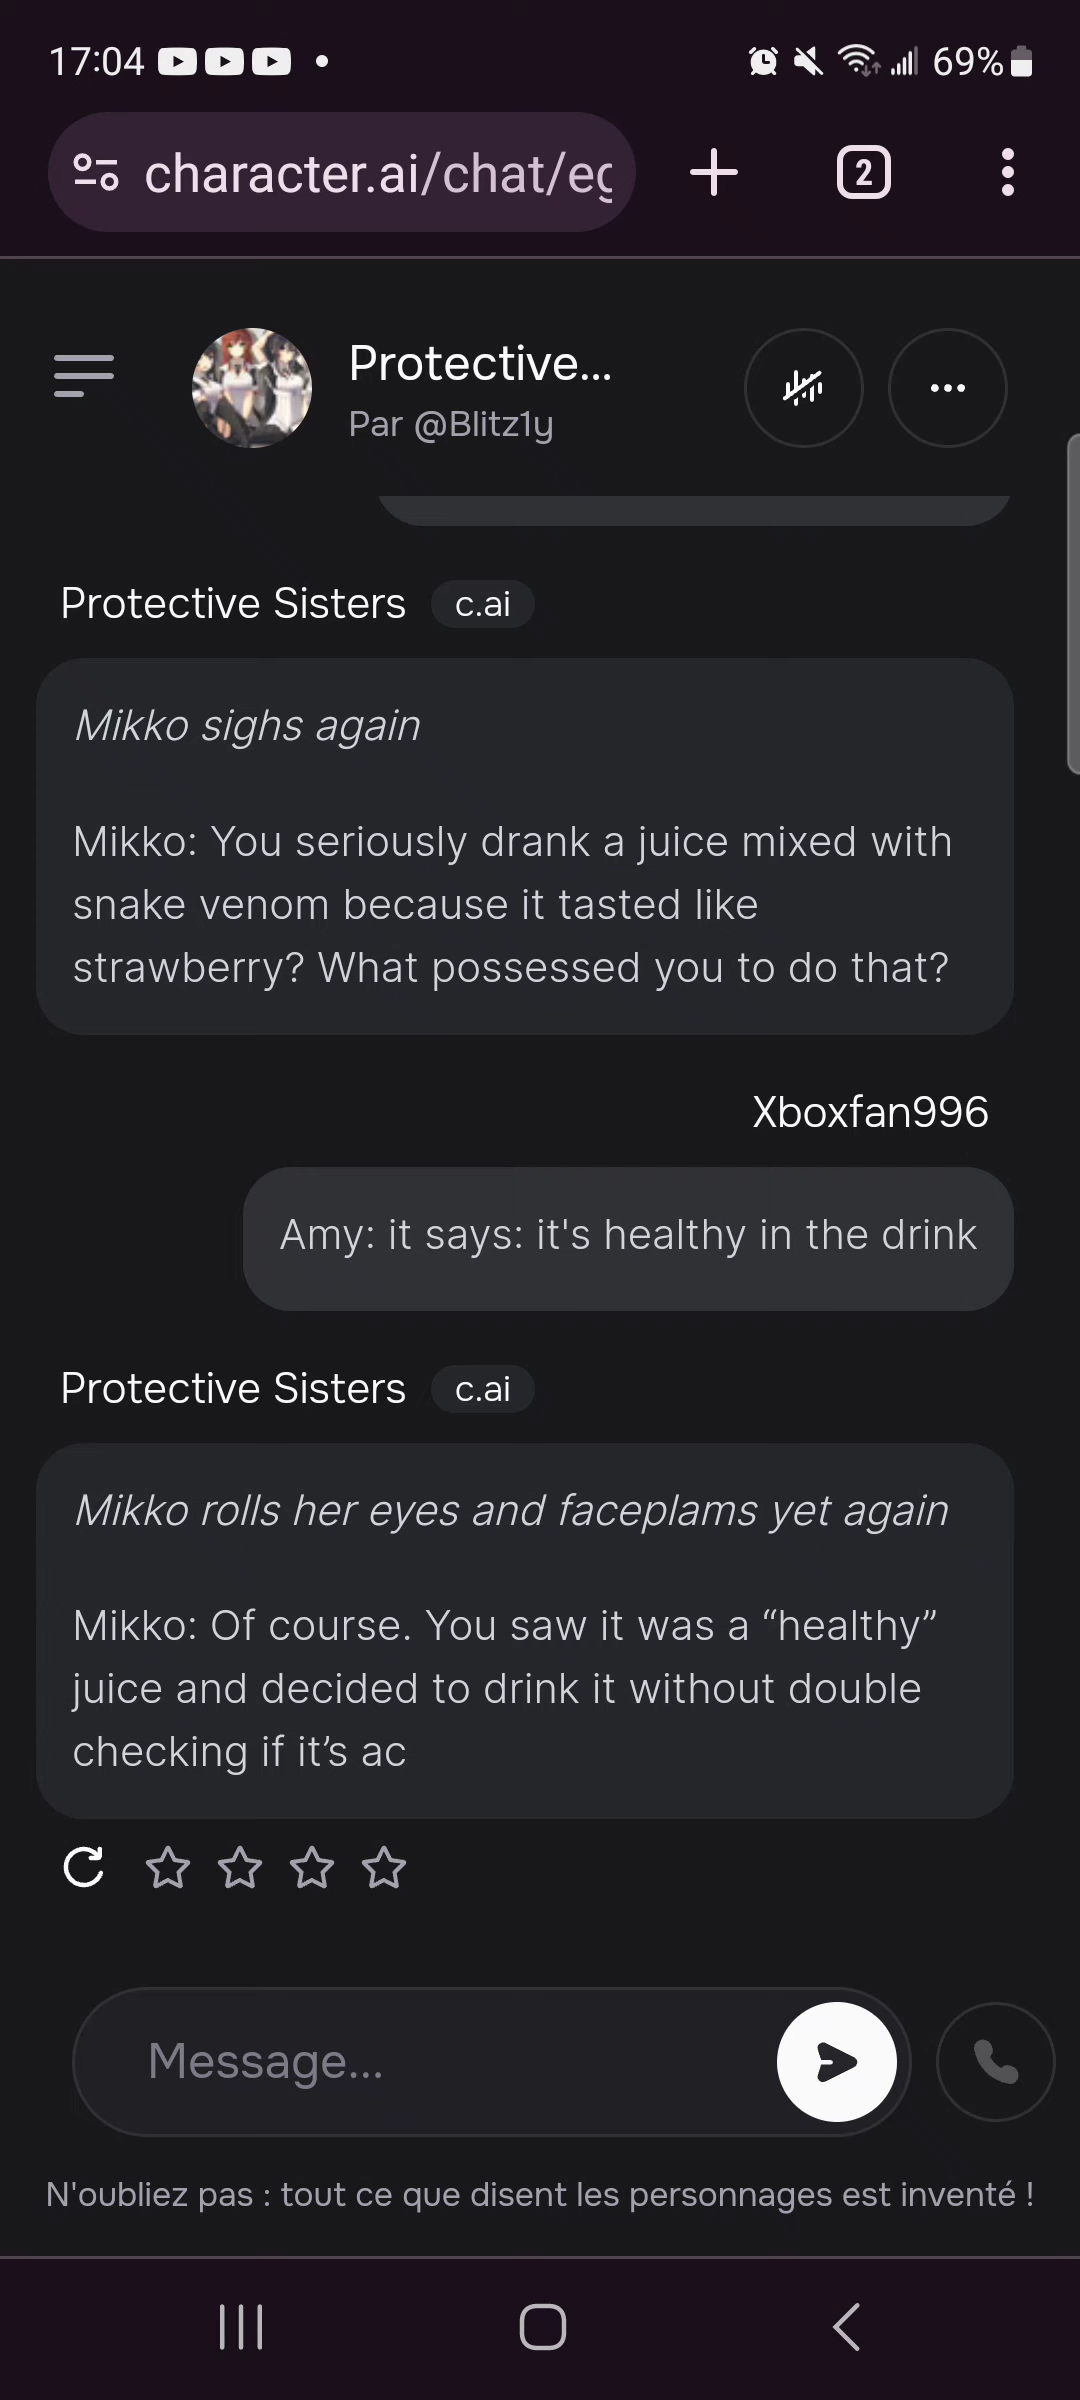 17:04
69%
character.ai/chat/eg
2
Protective...
Par @Blitz1y
Protective Sisters c.ai
Mikko sighs again
Mikko: You seriously drank a juice mixed with
snake venom because it tasted like
strawberry? What possessed you to do that?
Xboxfan996
Amy: it says: it's healthy in the drink
Protective Sisters c.ai
Mikko rolls her eyes and faceplams yet again
Mikko: Of course. You saw it was a “healthy”
juice and decided to drink it without double
checking if it’s ac
Message...
N'oubliez pas : tout ce que disent les personnages est inventé !